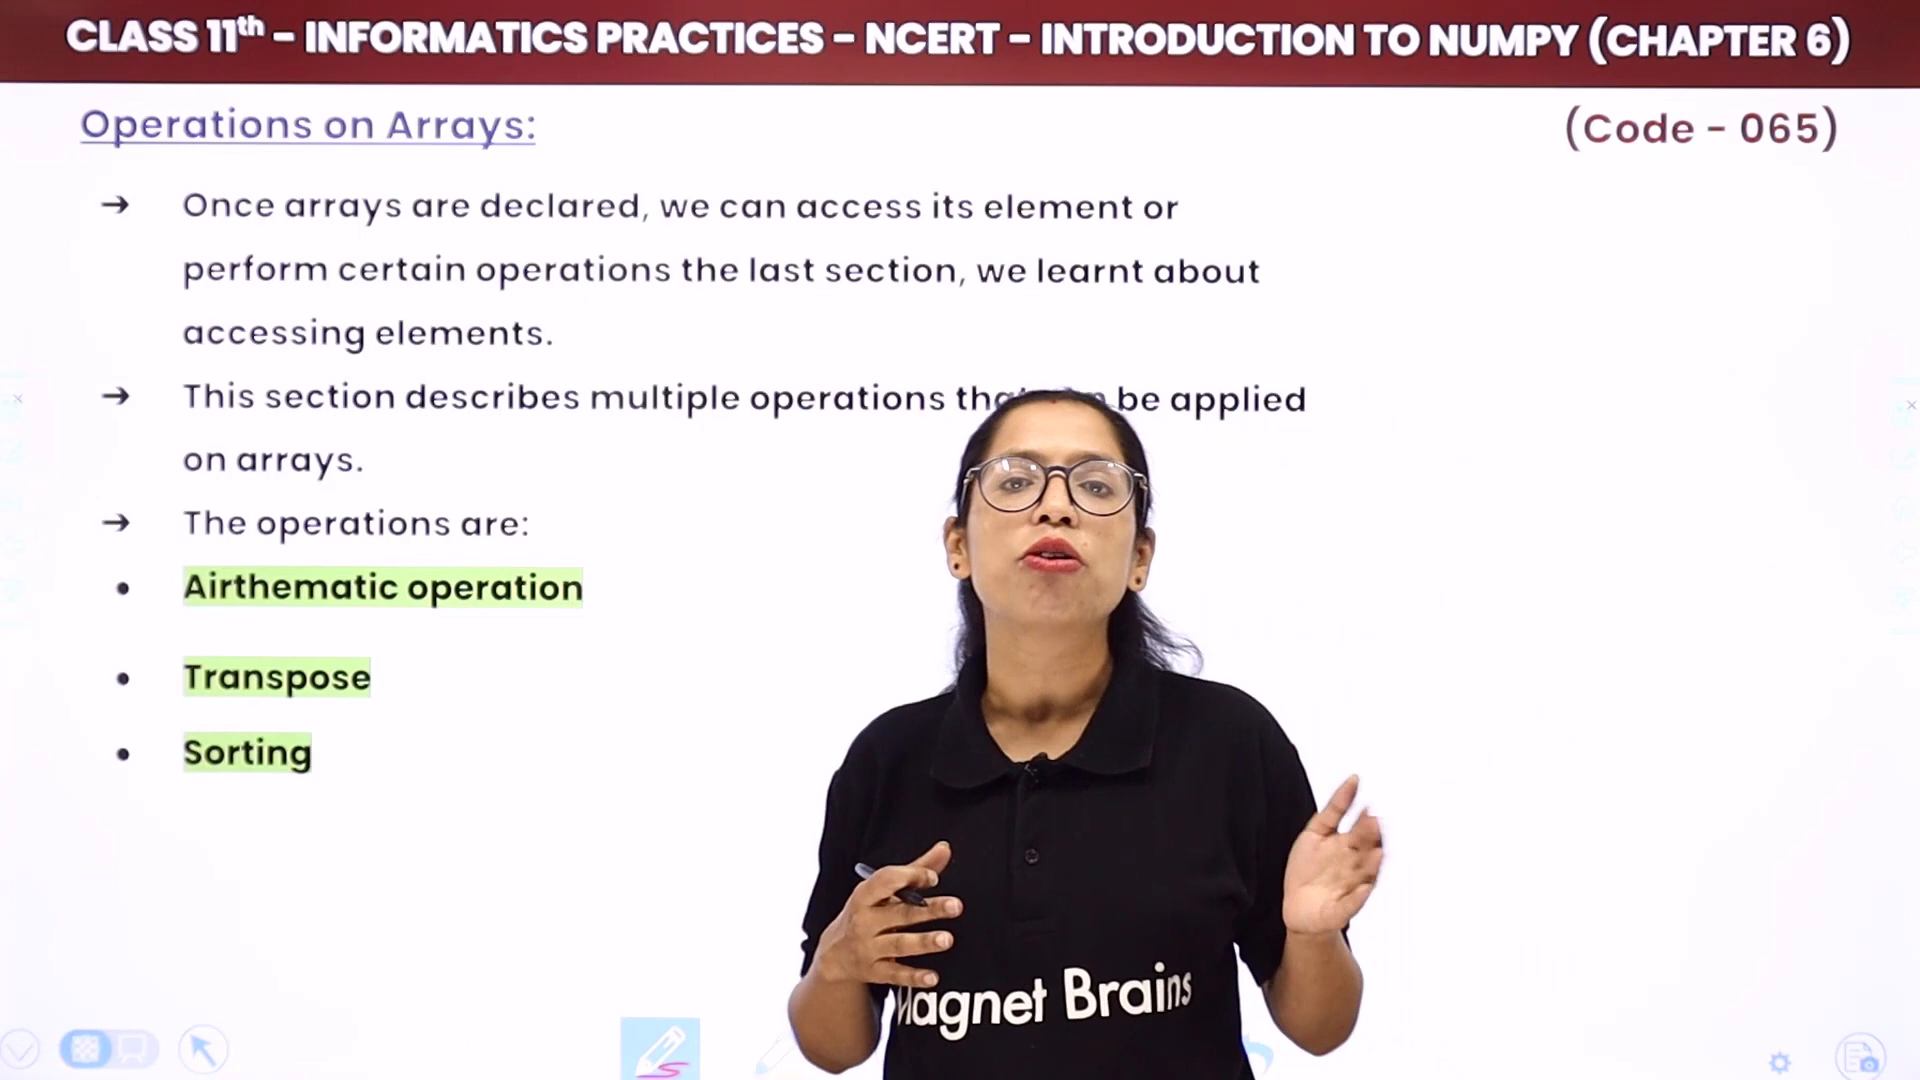 CLASS 11th - INFORMATICS PRACTICES - NCERT - INTRODUCTION TO NUMPY (CHAPTER 6)
Operations on Arrays:
(Code - 065)
→ Once arrays are declared, we can access its element or
perform certain operations the last section, we learnt about
accessing elements.
→ This section describes multiple operations be applied
on arrays.
→ The operations are:
• Airthematic operation
• Transpose
• Sorting
Magnet Brains